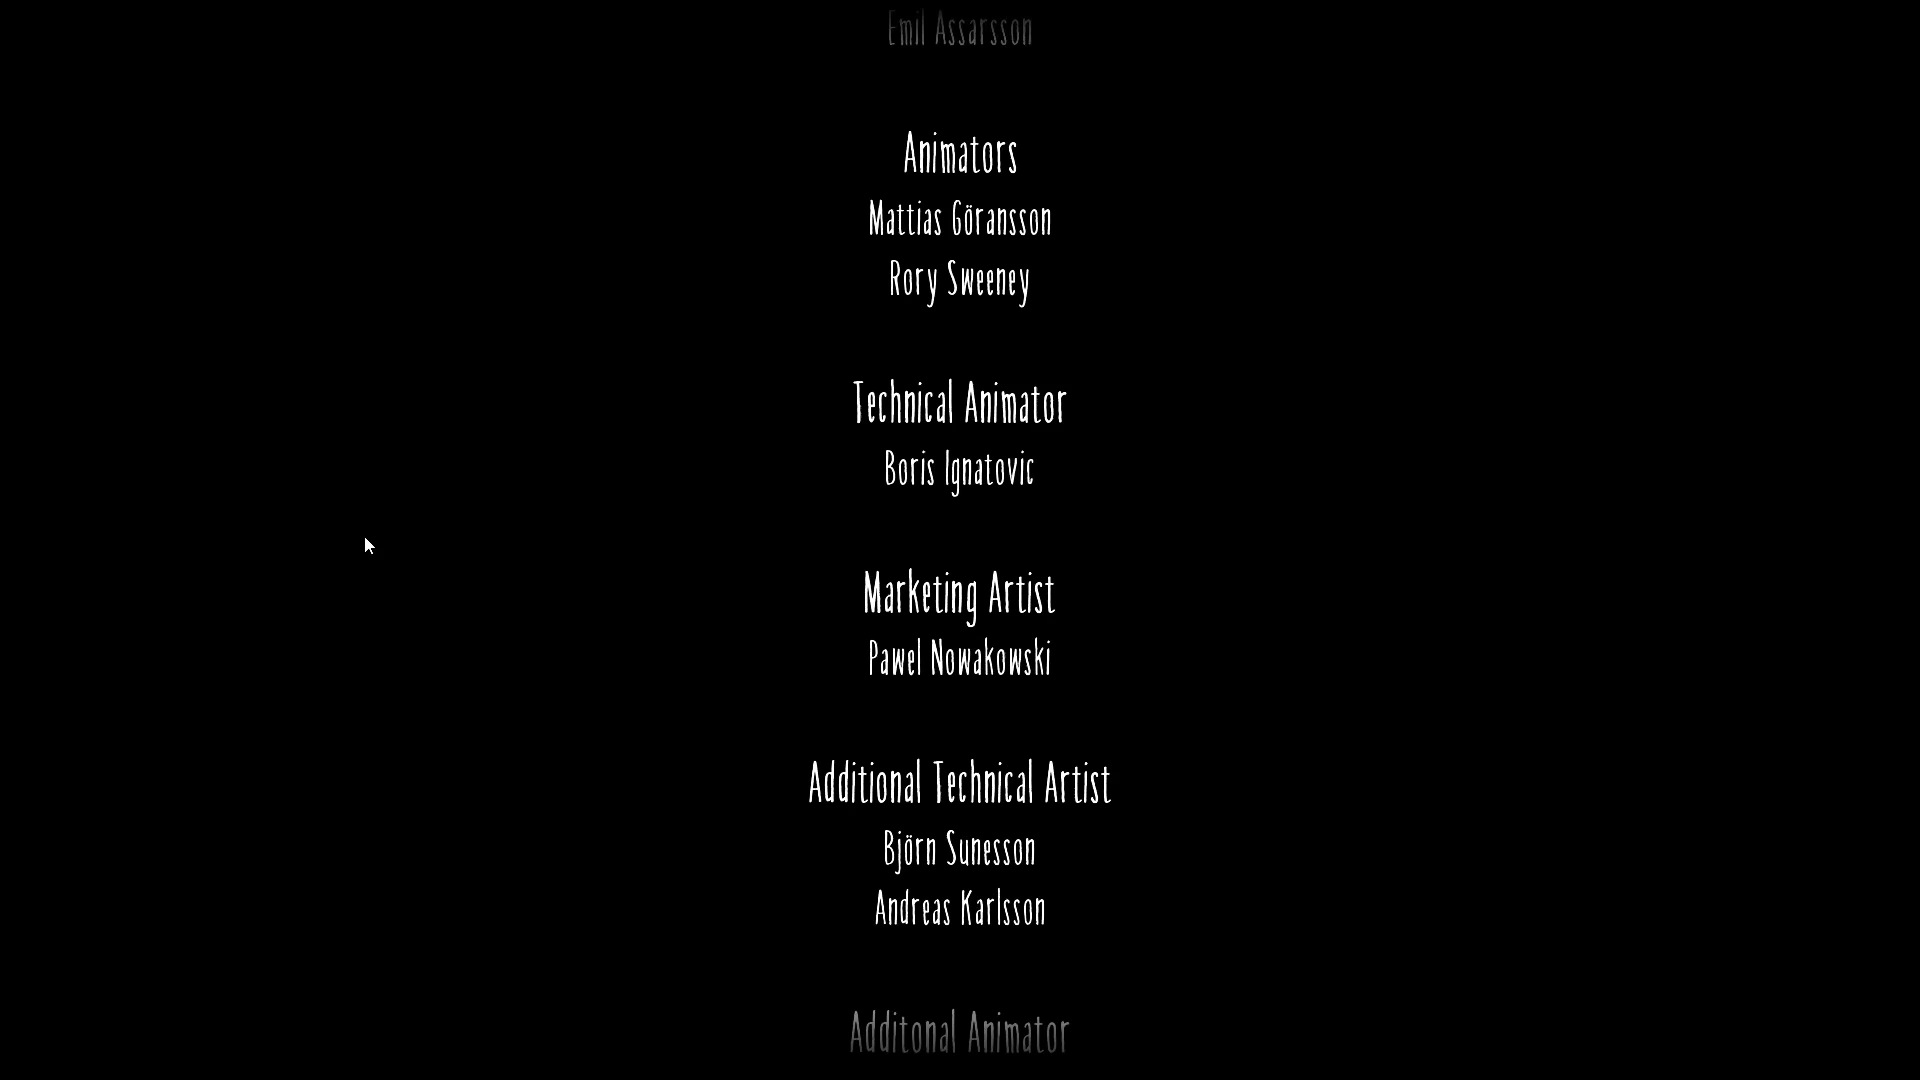 Emil Assarsson
Animators
Mattias Göransson
Rory Sweeney
Technical Animator
Boris Ignatovic
Marketing Artist
Pawel Nowakowski
Additional Technical Artist
Björn Sunesson
Andreas Karlsson
Additonal Animator